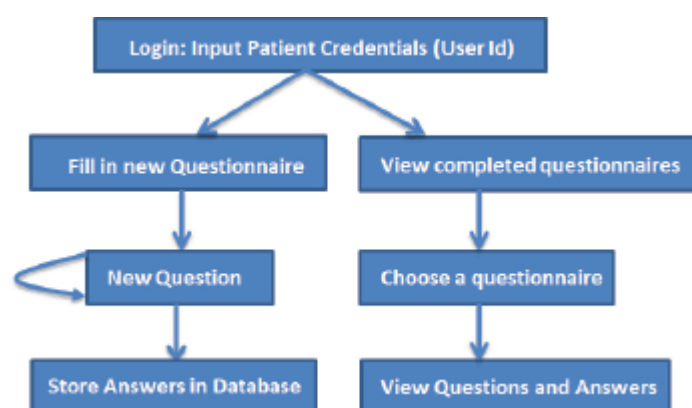 Login: Input Patient Credentials (User Id)
Fill in new Questionnaire
View completed questionnaires
New Question
Choose a questionnaire
Store Answers in Database
View Questions and Answers